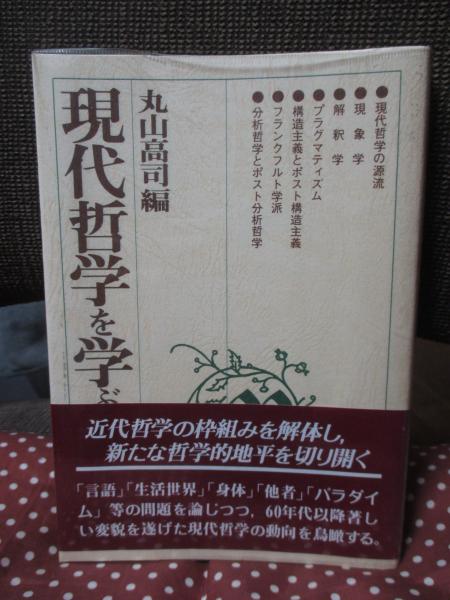 ●現代哲学の源流
●現象学
●解釈学
●プラグマティズム
●構造主義とポスト構造主義
●フランクフルト学派
●分析哲学とポスト分析哲学
丸山高司編
現代哲学を学ぶ
近代哲学の枠組みを解体し,
新たな哲学的地平を切り開く
「言語」「生活世界」「身体」「他者」「パラダイ
ム」等の問題を論じつつ，60年代以降著し
い変貌を遂げた現代哲学の動向を鳥瞰する。